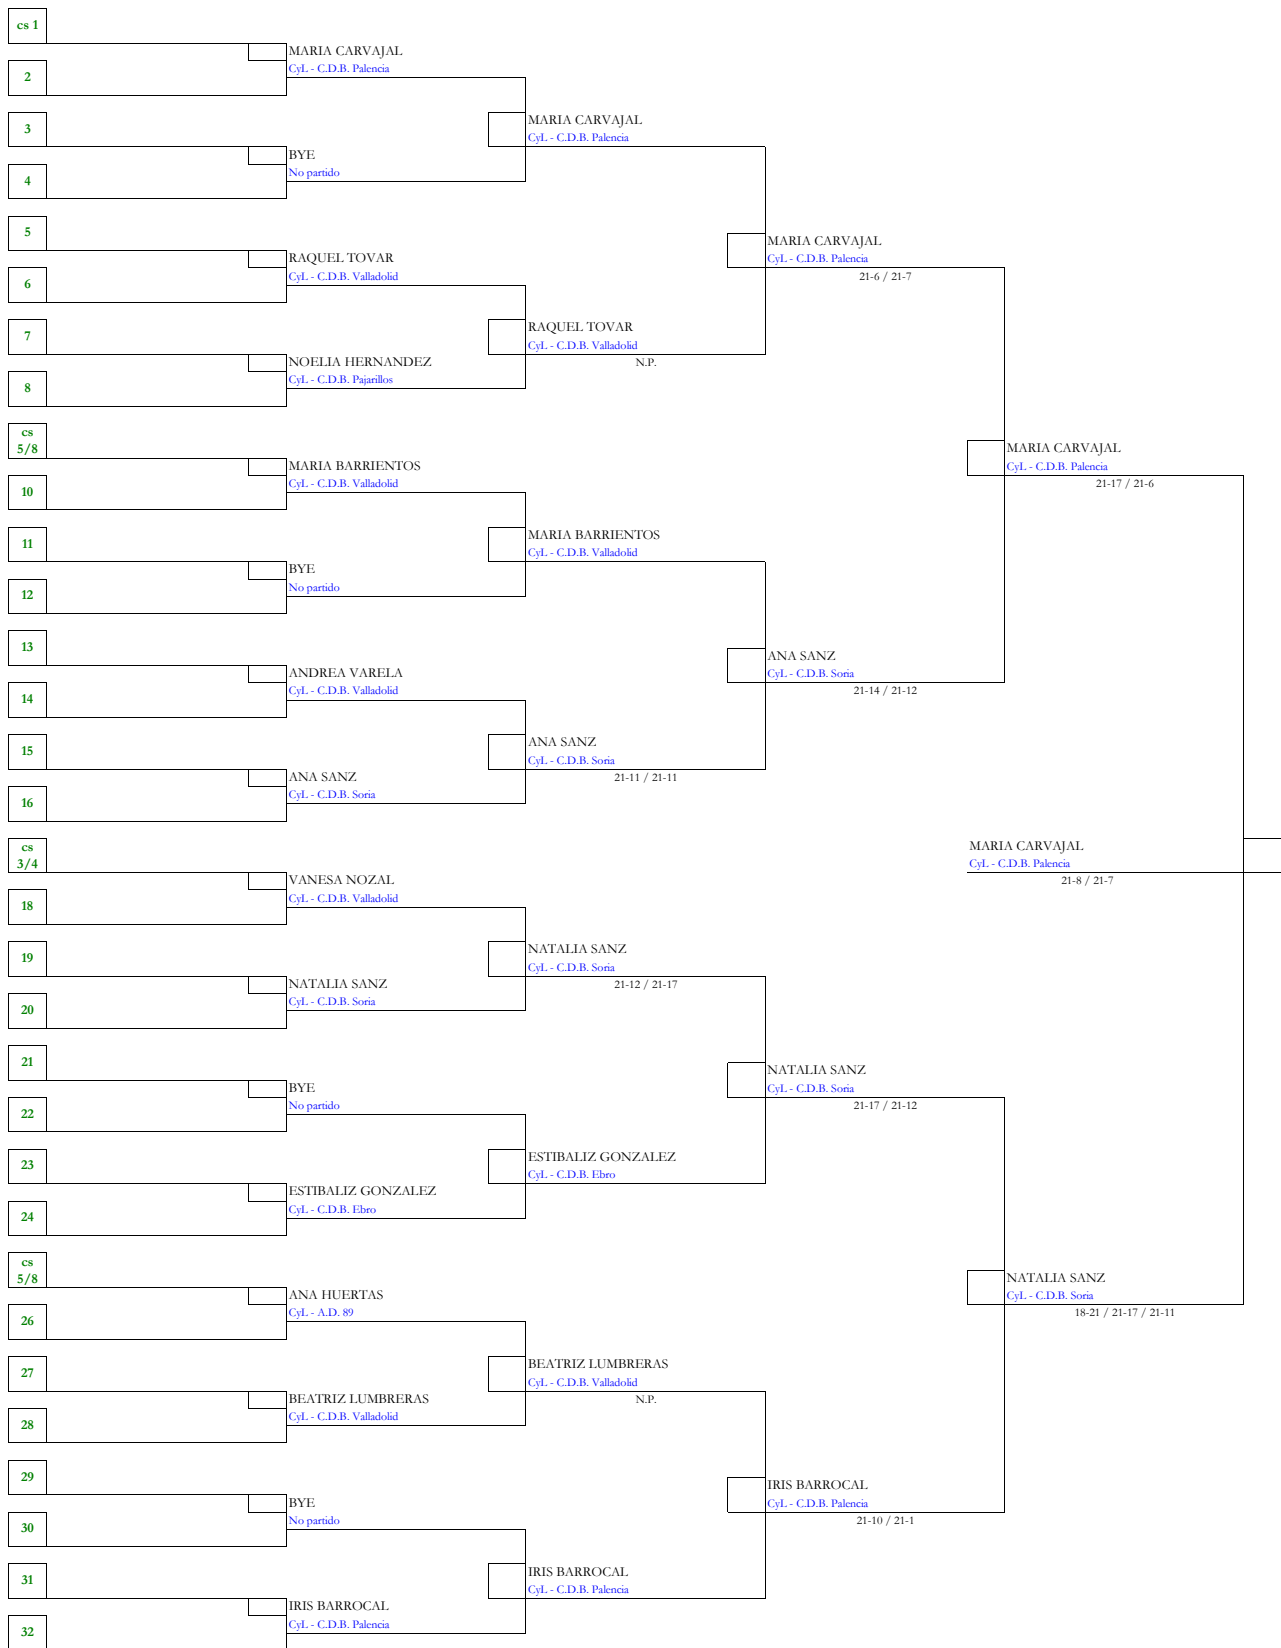 cs 1
MARIA CARVAJAL
CyL - C.D.B. Palencia
2
MARIA CARVAJAL
CyL - C.D.B. Palencia
3
BYE
No partido
4
MARIA CARVAJAL
CyL - C.D.B. Palencia
21-6 / 21-7
5
RAQUEL TOVAR
CyL - C.D.B. Valladolid
6
RAQUEL TOVAR
CyL - C.D.B. Valladolid
N.P.
7
NOELIA HERNANDEZ
CyL - C.D.B. Pajarillos
8
MARIA CARVAJAL
CyL - C.D.B. Palencia
21-17 / 21-6
cs
5/8
MARIA BARRIENTOS
CyL - C.D.B. Valladolid
10
MARIA BARRIENTOS
CyL - C.D.B. Valladolid
11
BYE
No partido
12
ANA SANZ
CyL - C.D.B. Soria
21-14 / 21-12
13
ANDREA VARELA
CyL - C.D.B. Valladolid
14
ANA SANZ
CyL - C.D.B. Soria
21-11 / 21-11
15
ANA SANZ
CyL - C.D.B. Soria
16
MARIA CARVAJAL
CyL - C.D.B. Palencia
21-8 / 21-7
cs
3/4
VANESA NOZAL
CyL - C.D.B. Valladolid
18
NATALIA SANZ
CyL - C.D.B. Soria
21-12 / 21-17
19
NATALIA SANZ
CyL - C.D.B. Soria
20
NATALIA SANZ
CyL - C.D.B. Soria
21-17 / 21-12
21
BYE
No partido
22
ESTIBALIZ GONZALEZ
CyL - C.D.B. Ebro
23
ESTIBALIZ GONZALEZ
CyL - C.D.B. Ebro
24
NATALIA SANZ
CyL - C.D.B. Soria
18-21 / 21-17 / 21-11
cs
5/8
ANA HUERTAS
CyL - A.D. 89
26
BEATRIZ LUMBRERAS
CyL - C.D.B. Valladolid
N.P.
27
BEATRIZ LUMBRERAS
CyL - C.D.B. Valladolid
28
IRIS BARROCAL
CyL - C.D.B. Palencia
21-10 / 21-1
29
BYE
No partido
30
IRIS BARROCAL
CyL - C.D.B. Palencia
31
IRIS BARROCAL
CyL - C.D.B. Palencia
32